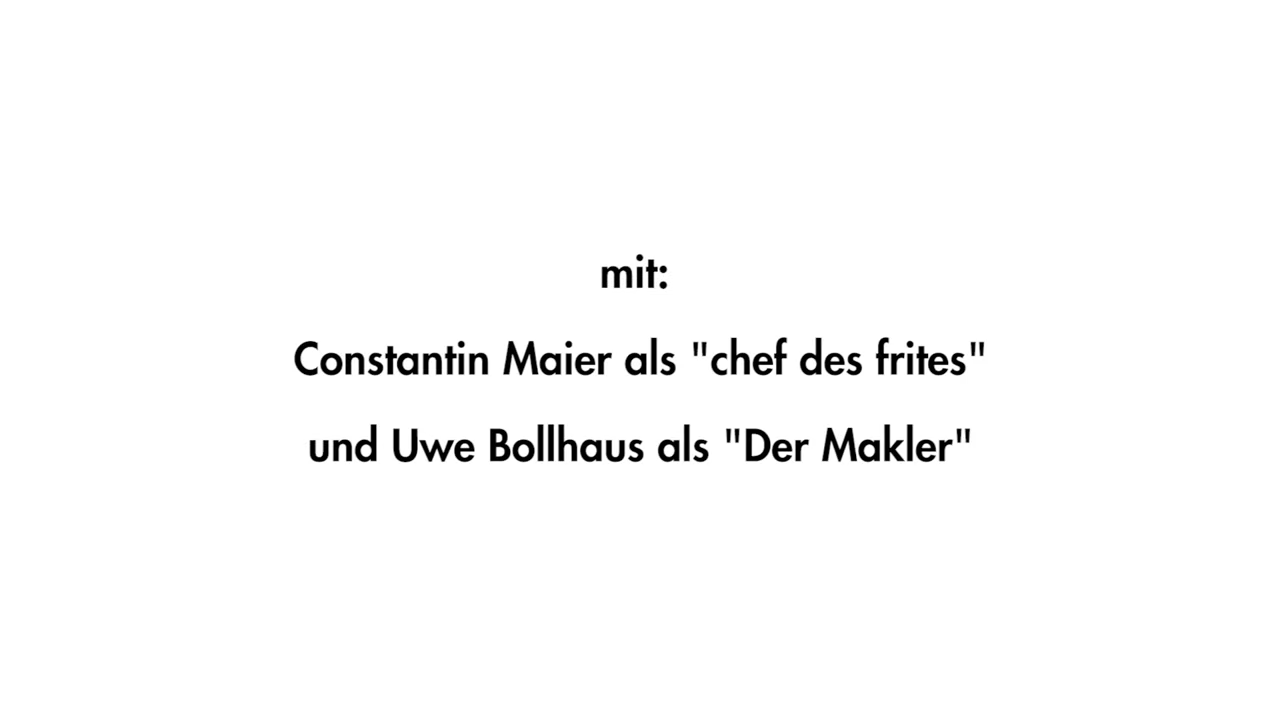 mit:
Constantin Maier als "chef des frites"
und Uwe Bollhaus als "Der Makler"